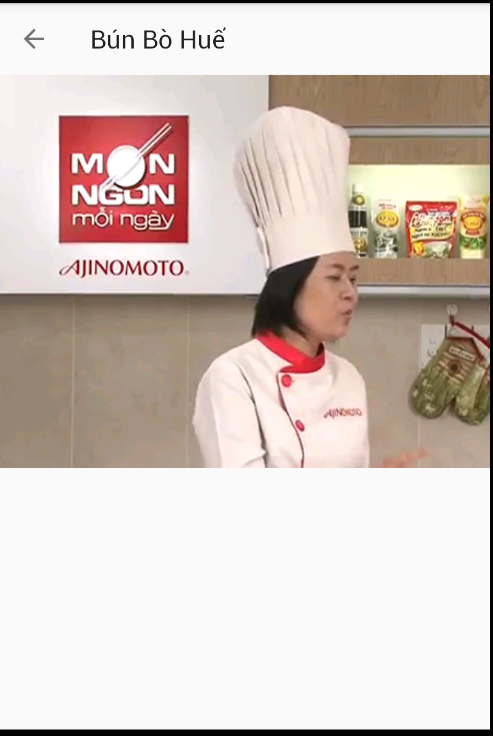 Bún Bò Huế
MÓN
NGON
mỗi ngày
AJINOMOTO
AJINOMOTO